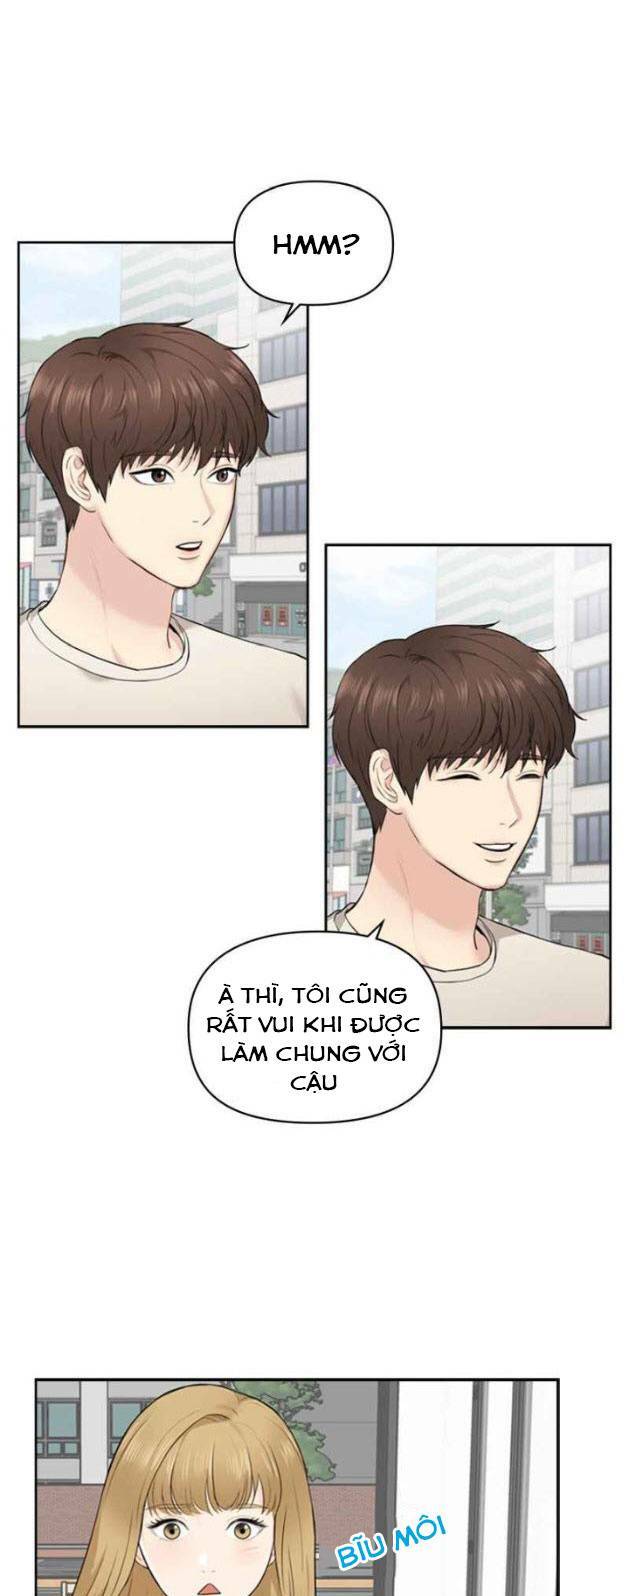 HMM?
À THÌ, TÔI CŨNG
RẤT VUI KHI ĐƯỢC
LÀM CHUNG VỚI
CẬU
BĨU MÔI